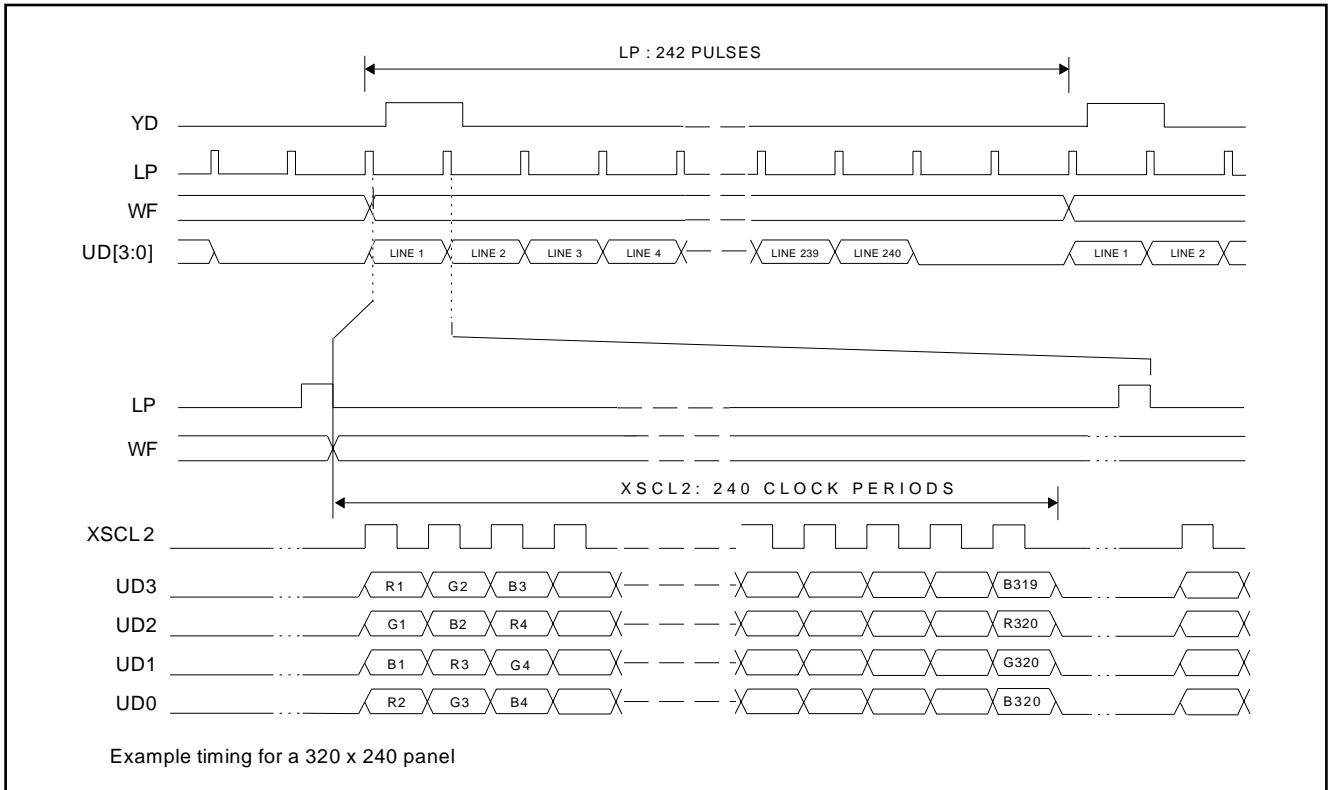 LP : 242 PULSES
YD
LP
WF
UD[3:0] LINE 1 LINE 2 LINE 3 LINE 4 LINE 239 LINE 240 LINE 1 LINE 2
LP
WF
XSCL2: 240 CLOCK PERIODS
XSCL2
UD3 R1 G2 B3 B319
UD2 G1 B2 R4 R320
UD1 B1 R3 G4 G320
UD0 R2 G3 B4 B320
Example timing for a 320 x 240 panel